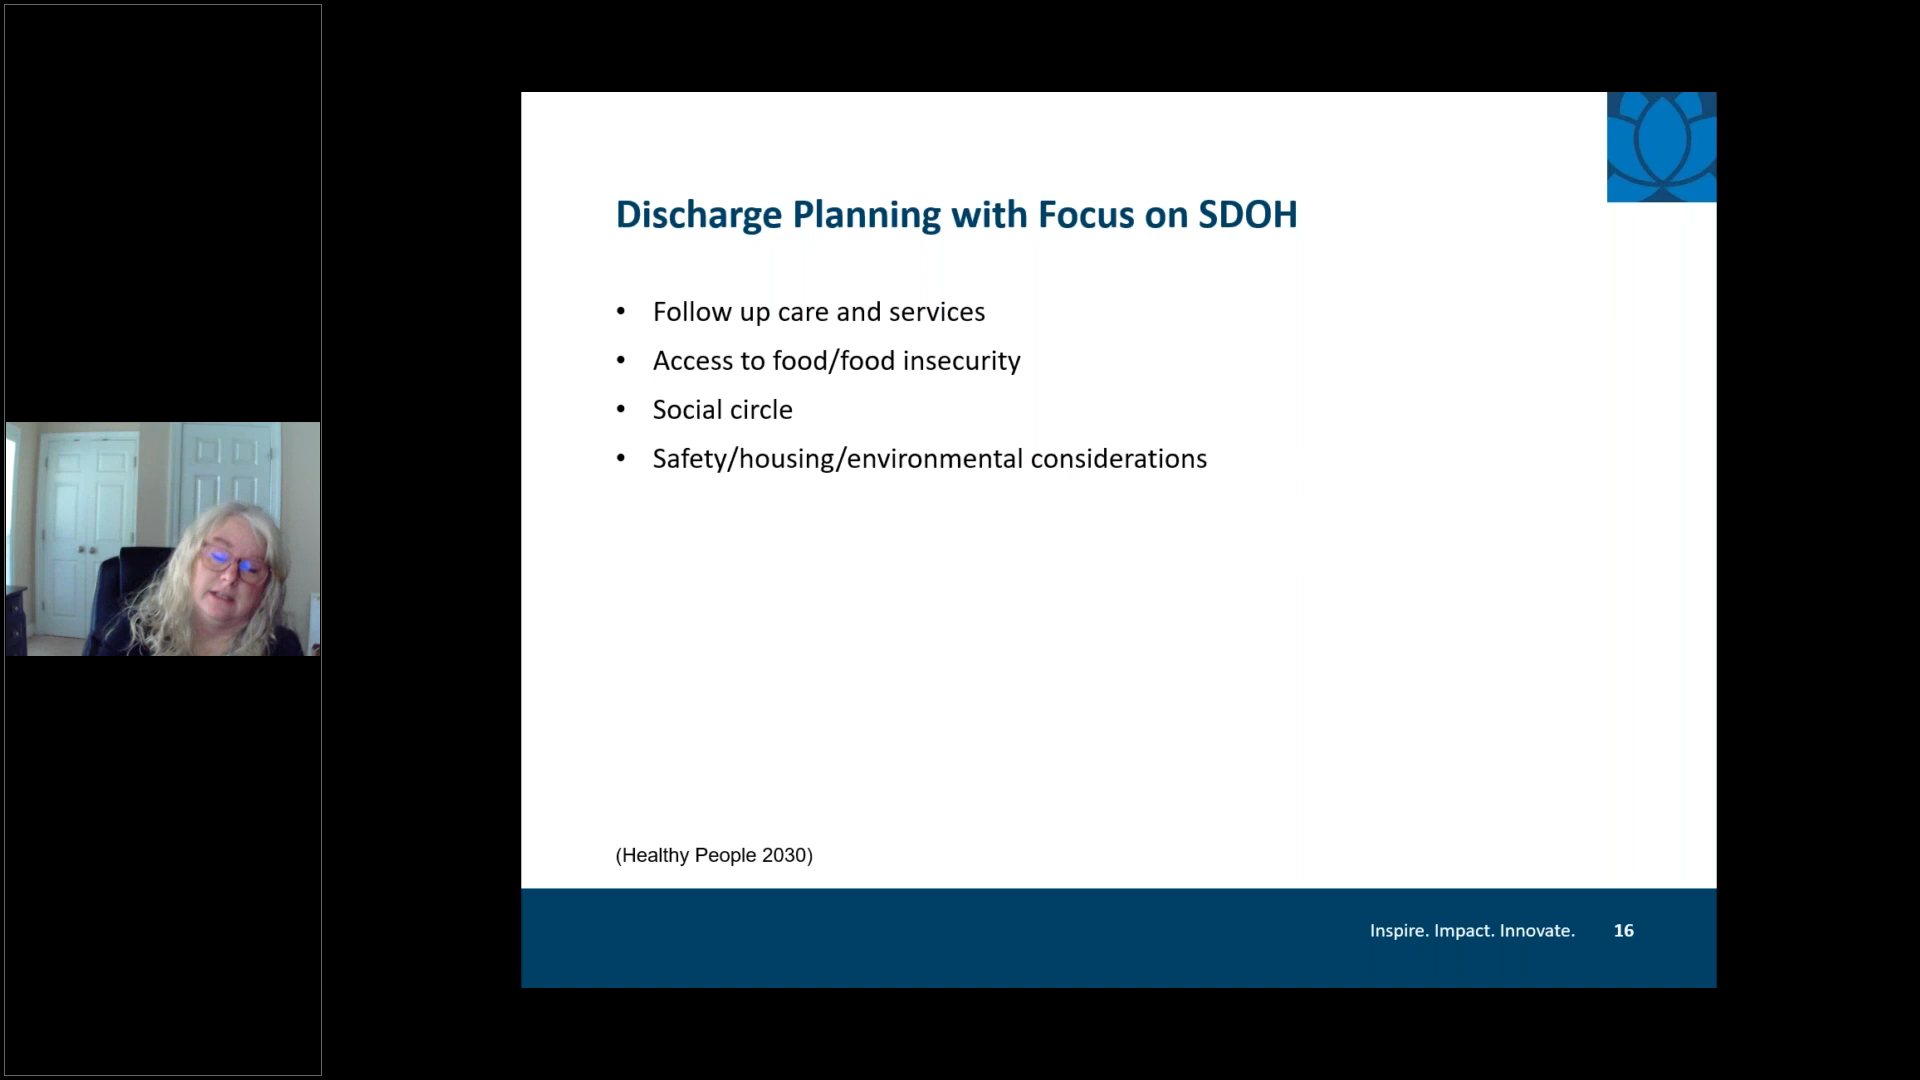 Discharge Planning with Focus on SDOH
• Follow up care and services
• Access to food/food insecurity
• Social circle
• Safety/housing/environmental considerations
(Healthy People 2030)
Inspire. Impact. Innovate. 16